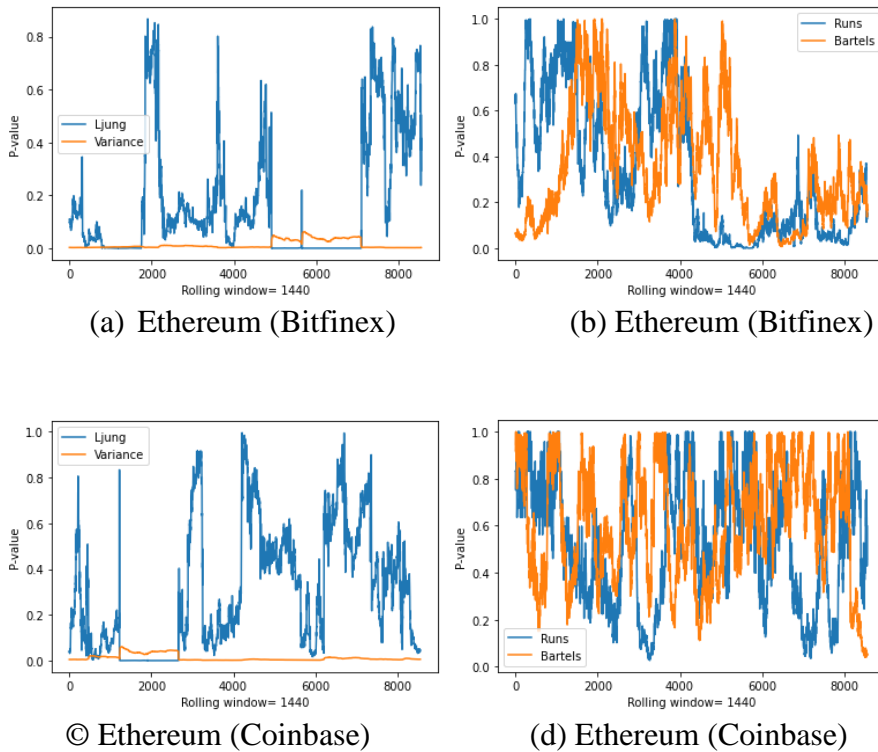 0.8
0.6
0.4
0.2
0.0
P-value
Ljung
Variance
0
2000
4000
6000
8000
Rolling window= 1440
(a) Ethereum (Bitfinex)
1.0
0.8
0.6
0.4
0.2
0.0
P-value
Runs
Bartels
0
2000
4000
6000
8000
Rolling window= 1440
(b) Ethereum (Bitfinex)
1.0
0.8
0.6
0.4
0.2
0.0
P-value
Ljung
Variance
0
2000
4000
6000
8000
Rolling window= 1440
© Ethereum (Coinbase)
1.0
0.8
0.6
0.4
0.2
0.0
P-value
Runs
Bartels
0
2000
4000
6000
8000
Rolling window= 1440
(d) Ethereum (Coinbase)